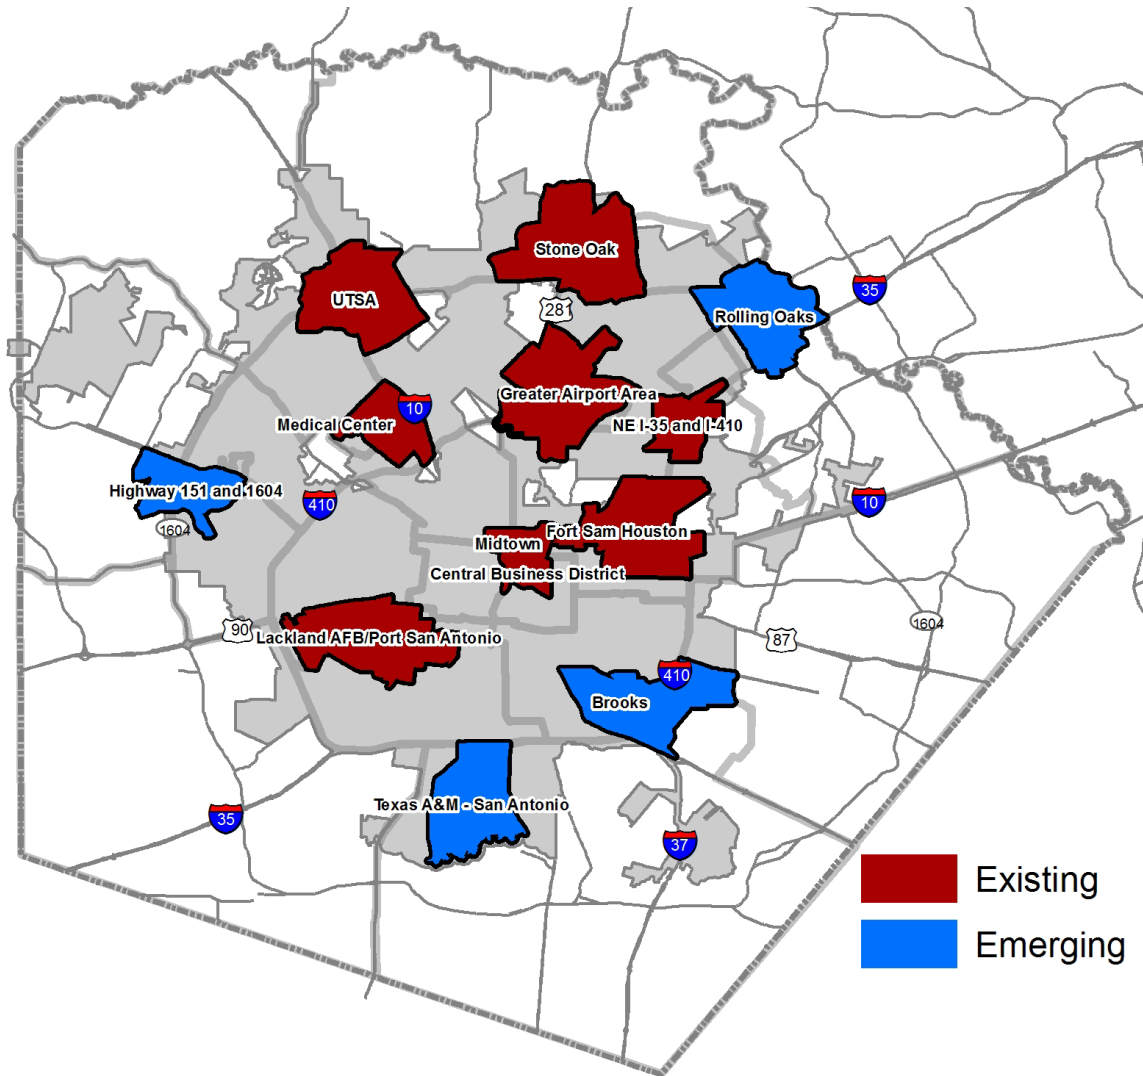 Stone Oak
UTSA
35
281
Rolling Oaks
Greater Airport Area
10
Medical Center
NE I-35 and I-410
Highway 151 and 1604
410
10
1604
Fort Sam Houston
Midtown
Central Business District
90
Lackland AFB/Port San Antonio
87
1604
410
Brooks
Texas A&M - San Antonio
35
37
Existing
Emerging